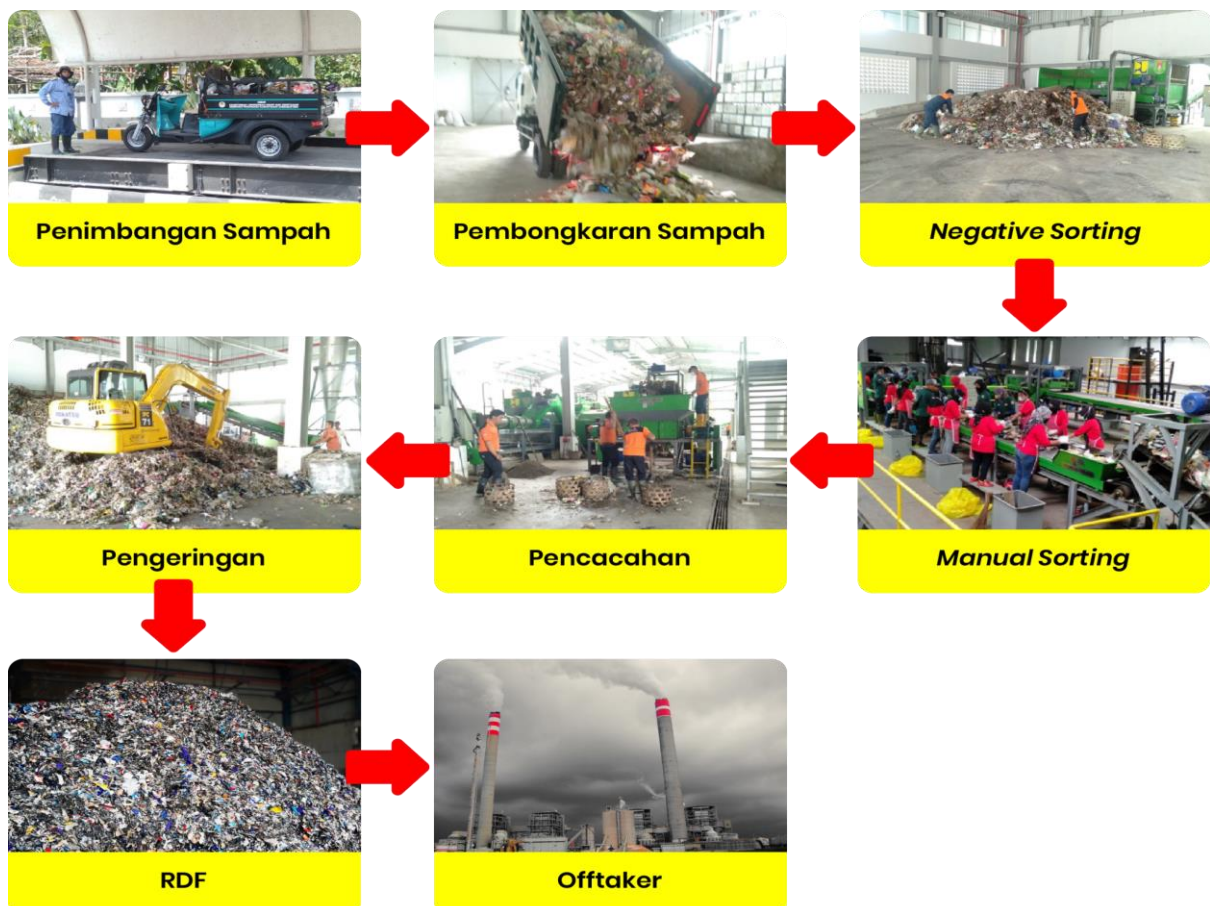 Penimbangan Sampah
Pembongkaran Sampah
Negative Sorting
Pengeringan
Pencacahan
Manual Sorting
RDF
Offtaker